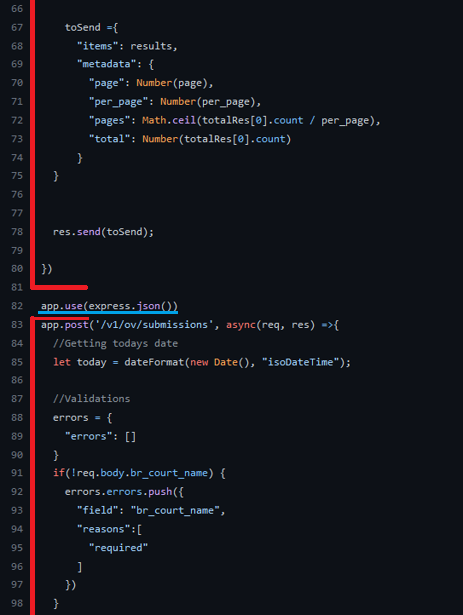 66
67 toSend ={
68 "items": results,
69 "metadata": {
70 "page": Number(page),
71 "per_page": Number(per_page),
72 "pages": Math.ceil(totalRes[0].count / per_page),
73 "total": Number(totalRes[0].count)
74 }
75 }
76
77
78 res.send(toSend);
79
80 })
81
82 app.use(express.json())
83 app.post('/v1/ov/submissions', async(req, res) =>{
84 //Getting todays date
85 let today = dateFormat(new Date(), "isoDateTime");
86
87 //Validations
88 errors = {
89 "errors": []
90 }
91 if(!req.body.br_court_name) {
92 errors.errors.push({
93 "field": "br_court_name",
94 "reasons":[
95 "required"
96 ]
97 })
98 }